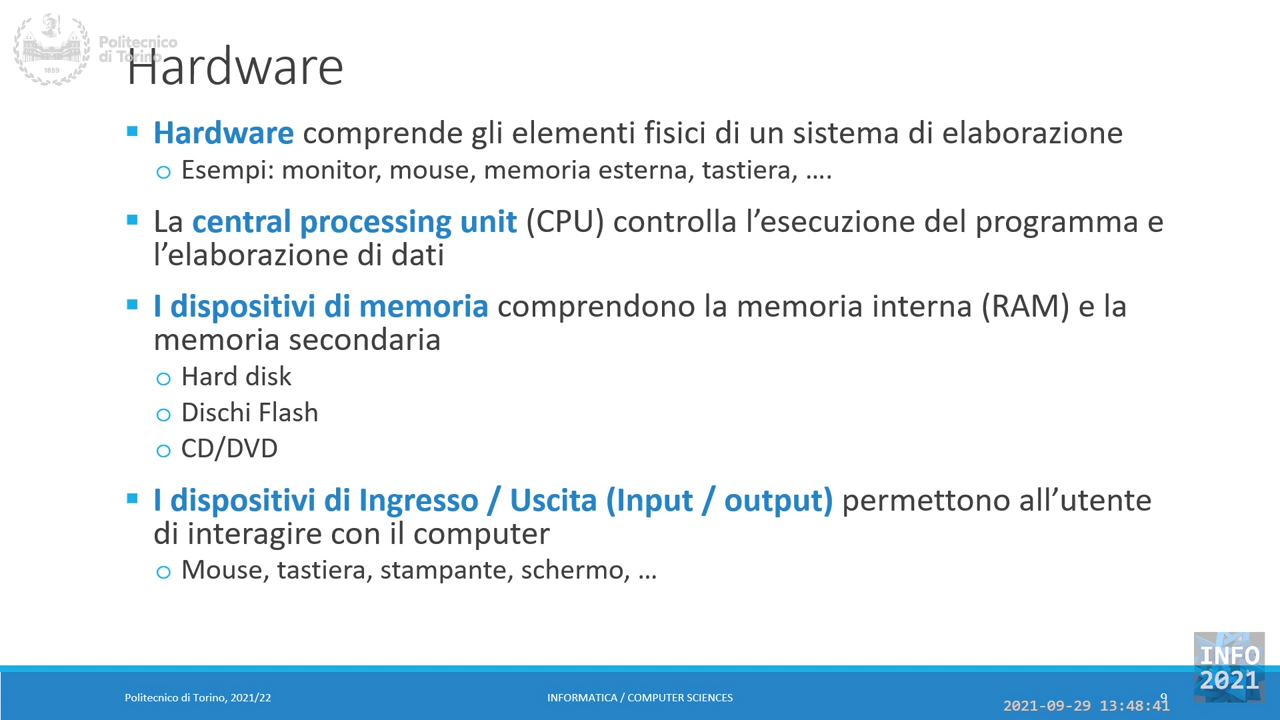 Politecnico
di Torino
1859
Hardware
▪ Hardware comprende gli elementi fisici di un sistema di elaborazione
o Esempi: monitor, mouse, memoria esterna, tastiera, ….
▪ La central processing unit (CPU) controlla l’esecuzione del programma e
l’elaborazione di dati
▪ I dispositivi di memoria comprendono la memoria interna (RAM) e la
memoria secondaria
o Hard disk
o Dischi Flash
o CD/DVD
▪ I dispositivi di Ingresso / Uscita (Input / output) permettono all’utente
di interagire con il computer
o Mouse, tastiera, stampante, schermo, …
INFO
2021
Politecnico di Torino, 2021/22
INFORMATICA / COMPUTER SCIENCES
9
2021-09-29 13:48:41